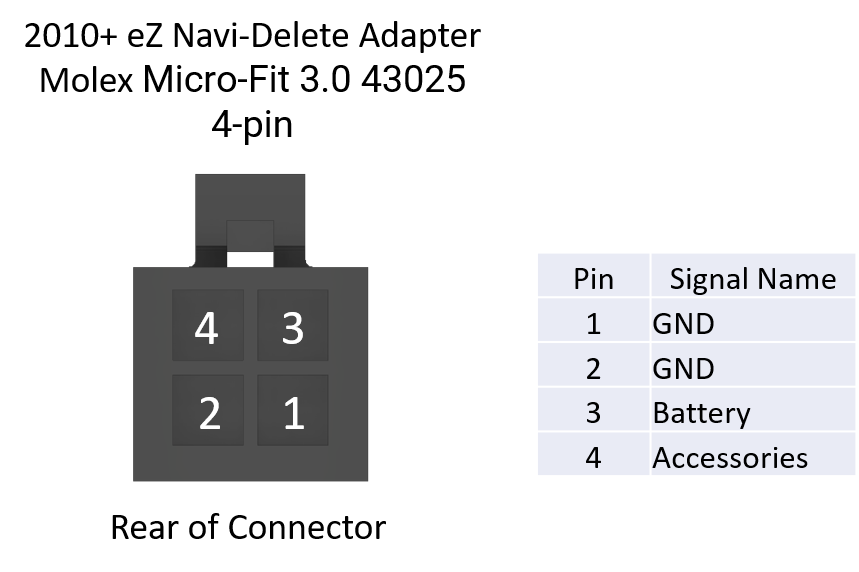 2010+ eZ Navi-Delete Adapter
Molex Micro-Fit 3.0 43025
4-pin
4 3
2 1
Rear of Connector
Pin Signal Name
1 GND
2 GND
3 Battery
4 Accessories